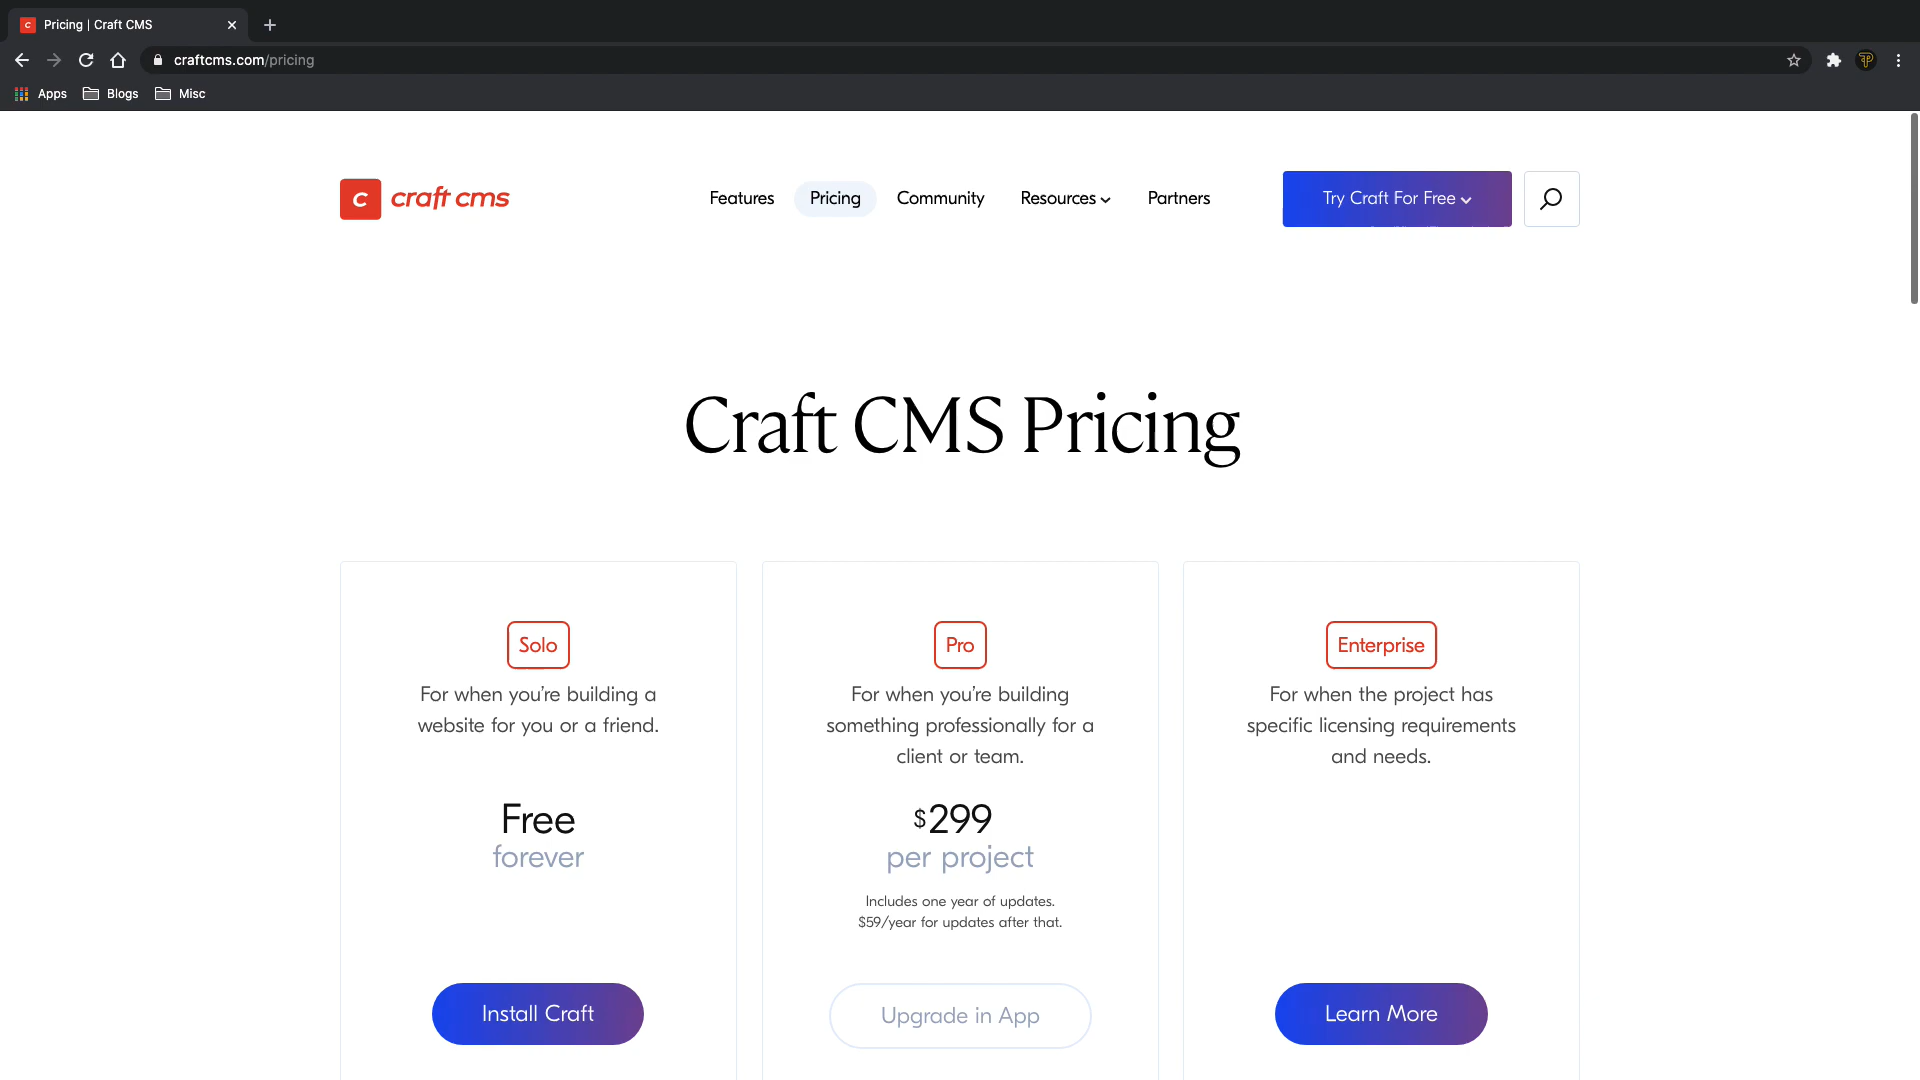 Pricing | Craft CMS
craftcms.com/pricing
Apps Blogs Misc
c craft cms Features Pricing Community Resources Partners Try Craft For Free
Craft CMS Pricing
Solo
For when you're building a
website for you or a friend.
Free
forever
Install Craft
Pro
For when you're building
something professionally for a
client or team.
$299
per project
Includes one year of updates.
$59/year for updates after that.
Upgrade in App
Enterprise
For when the project has
specific licensing requirements
and needs.
Learn More